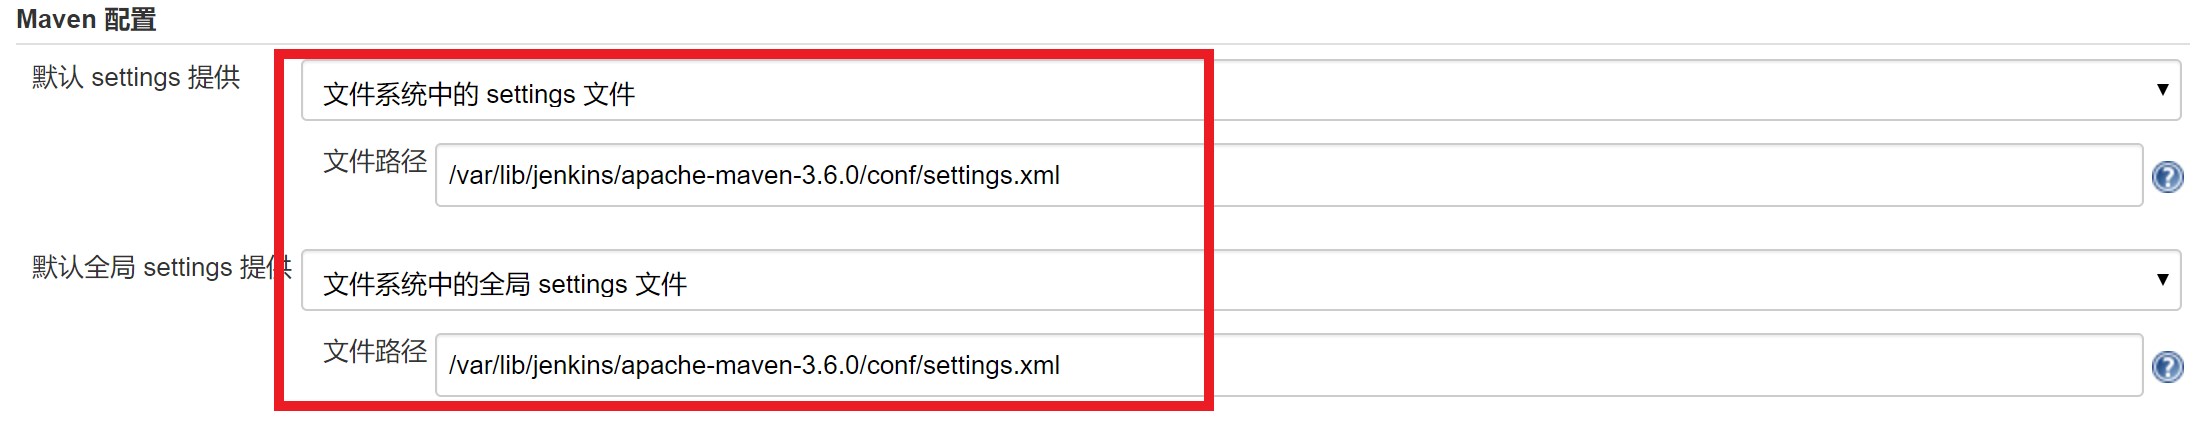 Maven 配置
默认 settings 提供
文件系统中的 settings 文件
文件路径
/var/lib/jenkins/apache-maven-3.6.0/conf/settings.xml
默认全局 settings 提供
文件系统中的全局 settings 文件
文件路径
/var/lib/jenkins/apache-maven-3.6.0/conf/settings.xml